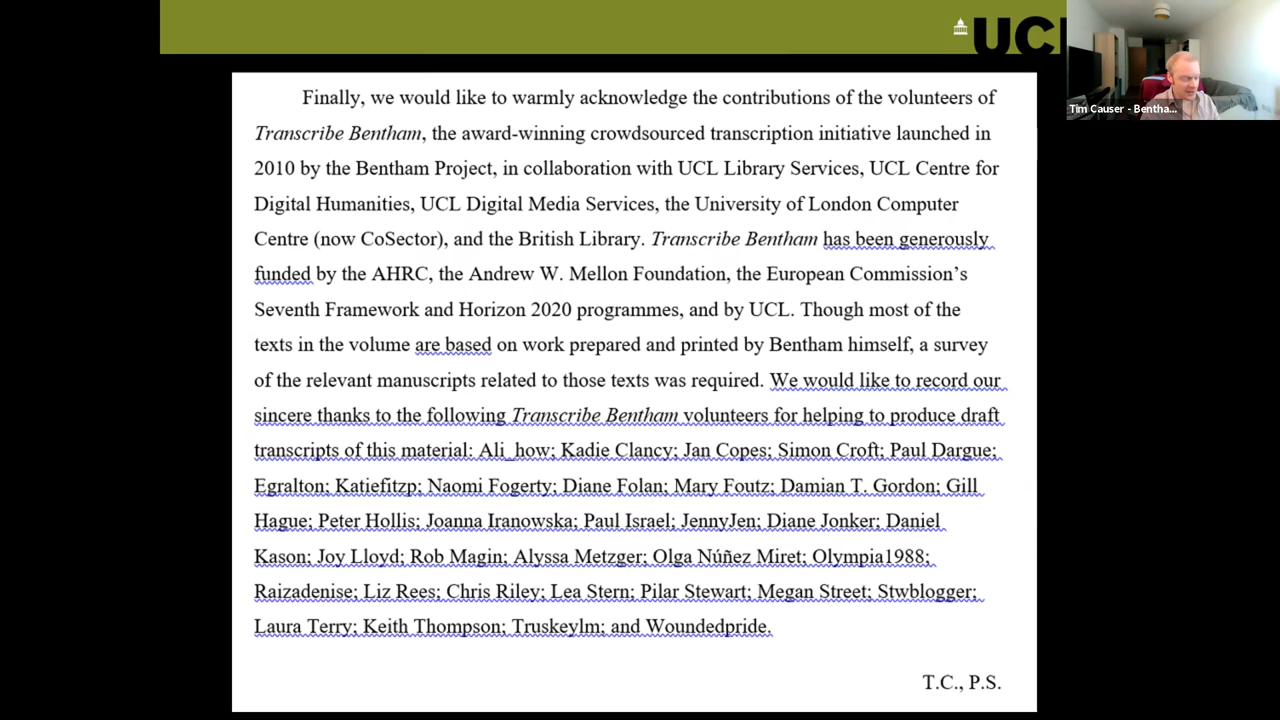 UCL
Tim Causer - Bentha...
Finally, we would like to warmly acknowledge the contributions of the volunteers of
Transcribe Bentham, the award-winning crowdsourced transcription initiative launched in
2010 by the Bentham Project, in collaboration with UCL Library Services, UCL Centre for
Digital Humanities, UCL Digital Media Services, the University of London Computer
Centre (now CoSector), and the British Library. Transcribe Bentham has been generously
funded by the AHRC, the Andrew W. Mellon Foundation, the European Commission’s
Seventh Framework and Horizon 2020 programmes, and by UCL. Though most of the
texts in the volume are based on work prepared and printed by Bentham himself, a survey
of the relevant manuscripts related to those texts was required. We would like to record our
sincere thanks to the following Transcribe Bentham volunteers for helping to produce draft
transcripts of this material: Ali_how; Kadie Clancy; Jan Copes; Simon Croft; Paul Dargue;
Egralton; Katiefitzp; Naomi Fogerty; Diane Folan; Mary Foutz; Damian T. Gordon; Gill
Hague; Peter Hollis; Joanna Iranowska; Paul Israel; JennyJen; Diane Jonker; Daniel
Kason; Joy Lloyd; Rob Magin; Alyssa Metzger; Olga Núñez Miret; Olympia1988;
Raizadenise; Liz Rees; Chris Riley; Lea Stern; Pilar Stewart; Megan Street; Stwblogger;
Laura Terry; Keith Thompson; Truskeylm; and Woundedpride.
T.C., P.S.